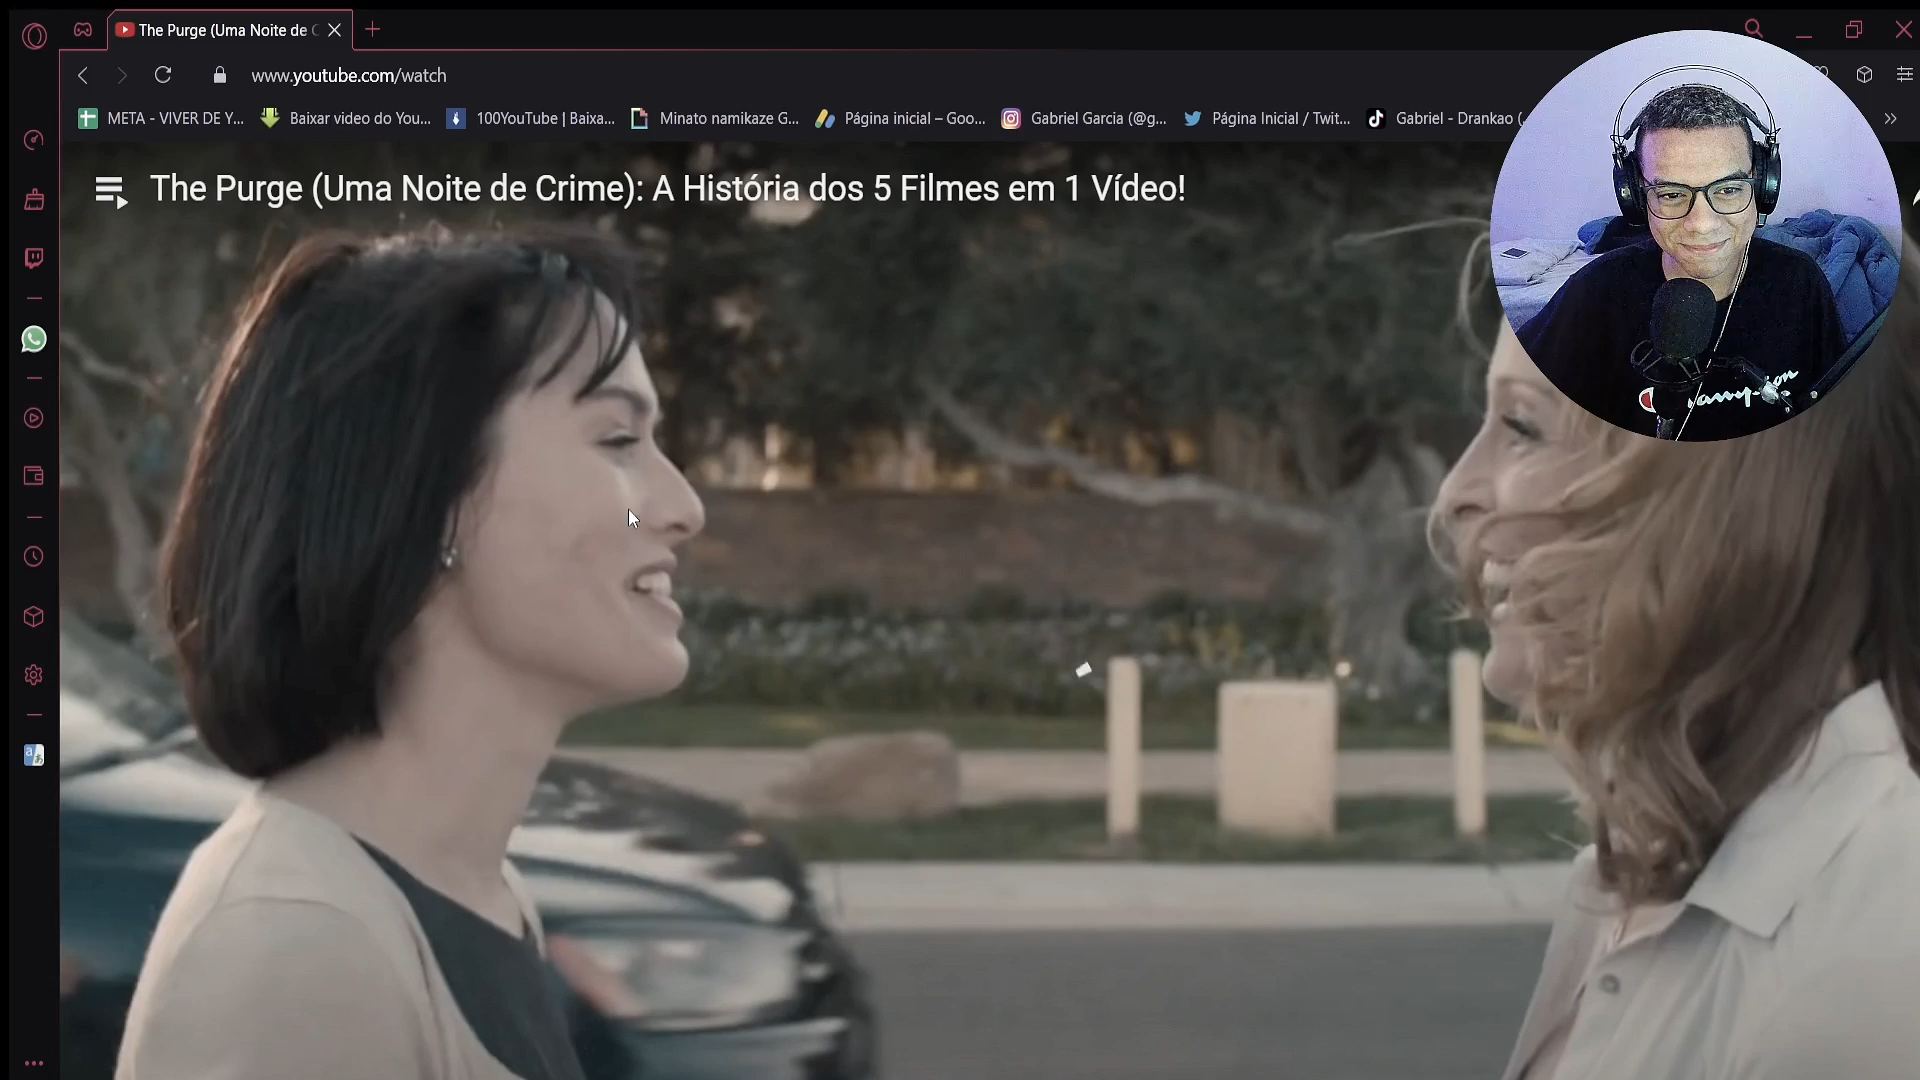 The Purge (Uma Noite de C
www.youtube.com/watch
META - VIVER DE Y...
Baixar video do You...
100YouTube | Baixa...
Minato namikaze G...
Página inicial – Goo...
Gabriel Garcia (@g...
Página Inicial / Twit...
Gabriel - Drankao (
The Purge (Uma Noite de Crime): A História dos 5 Filmes em 1 Vídeo!
Champion